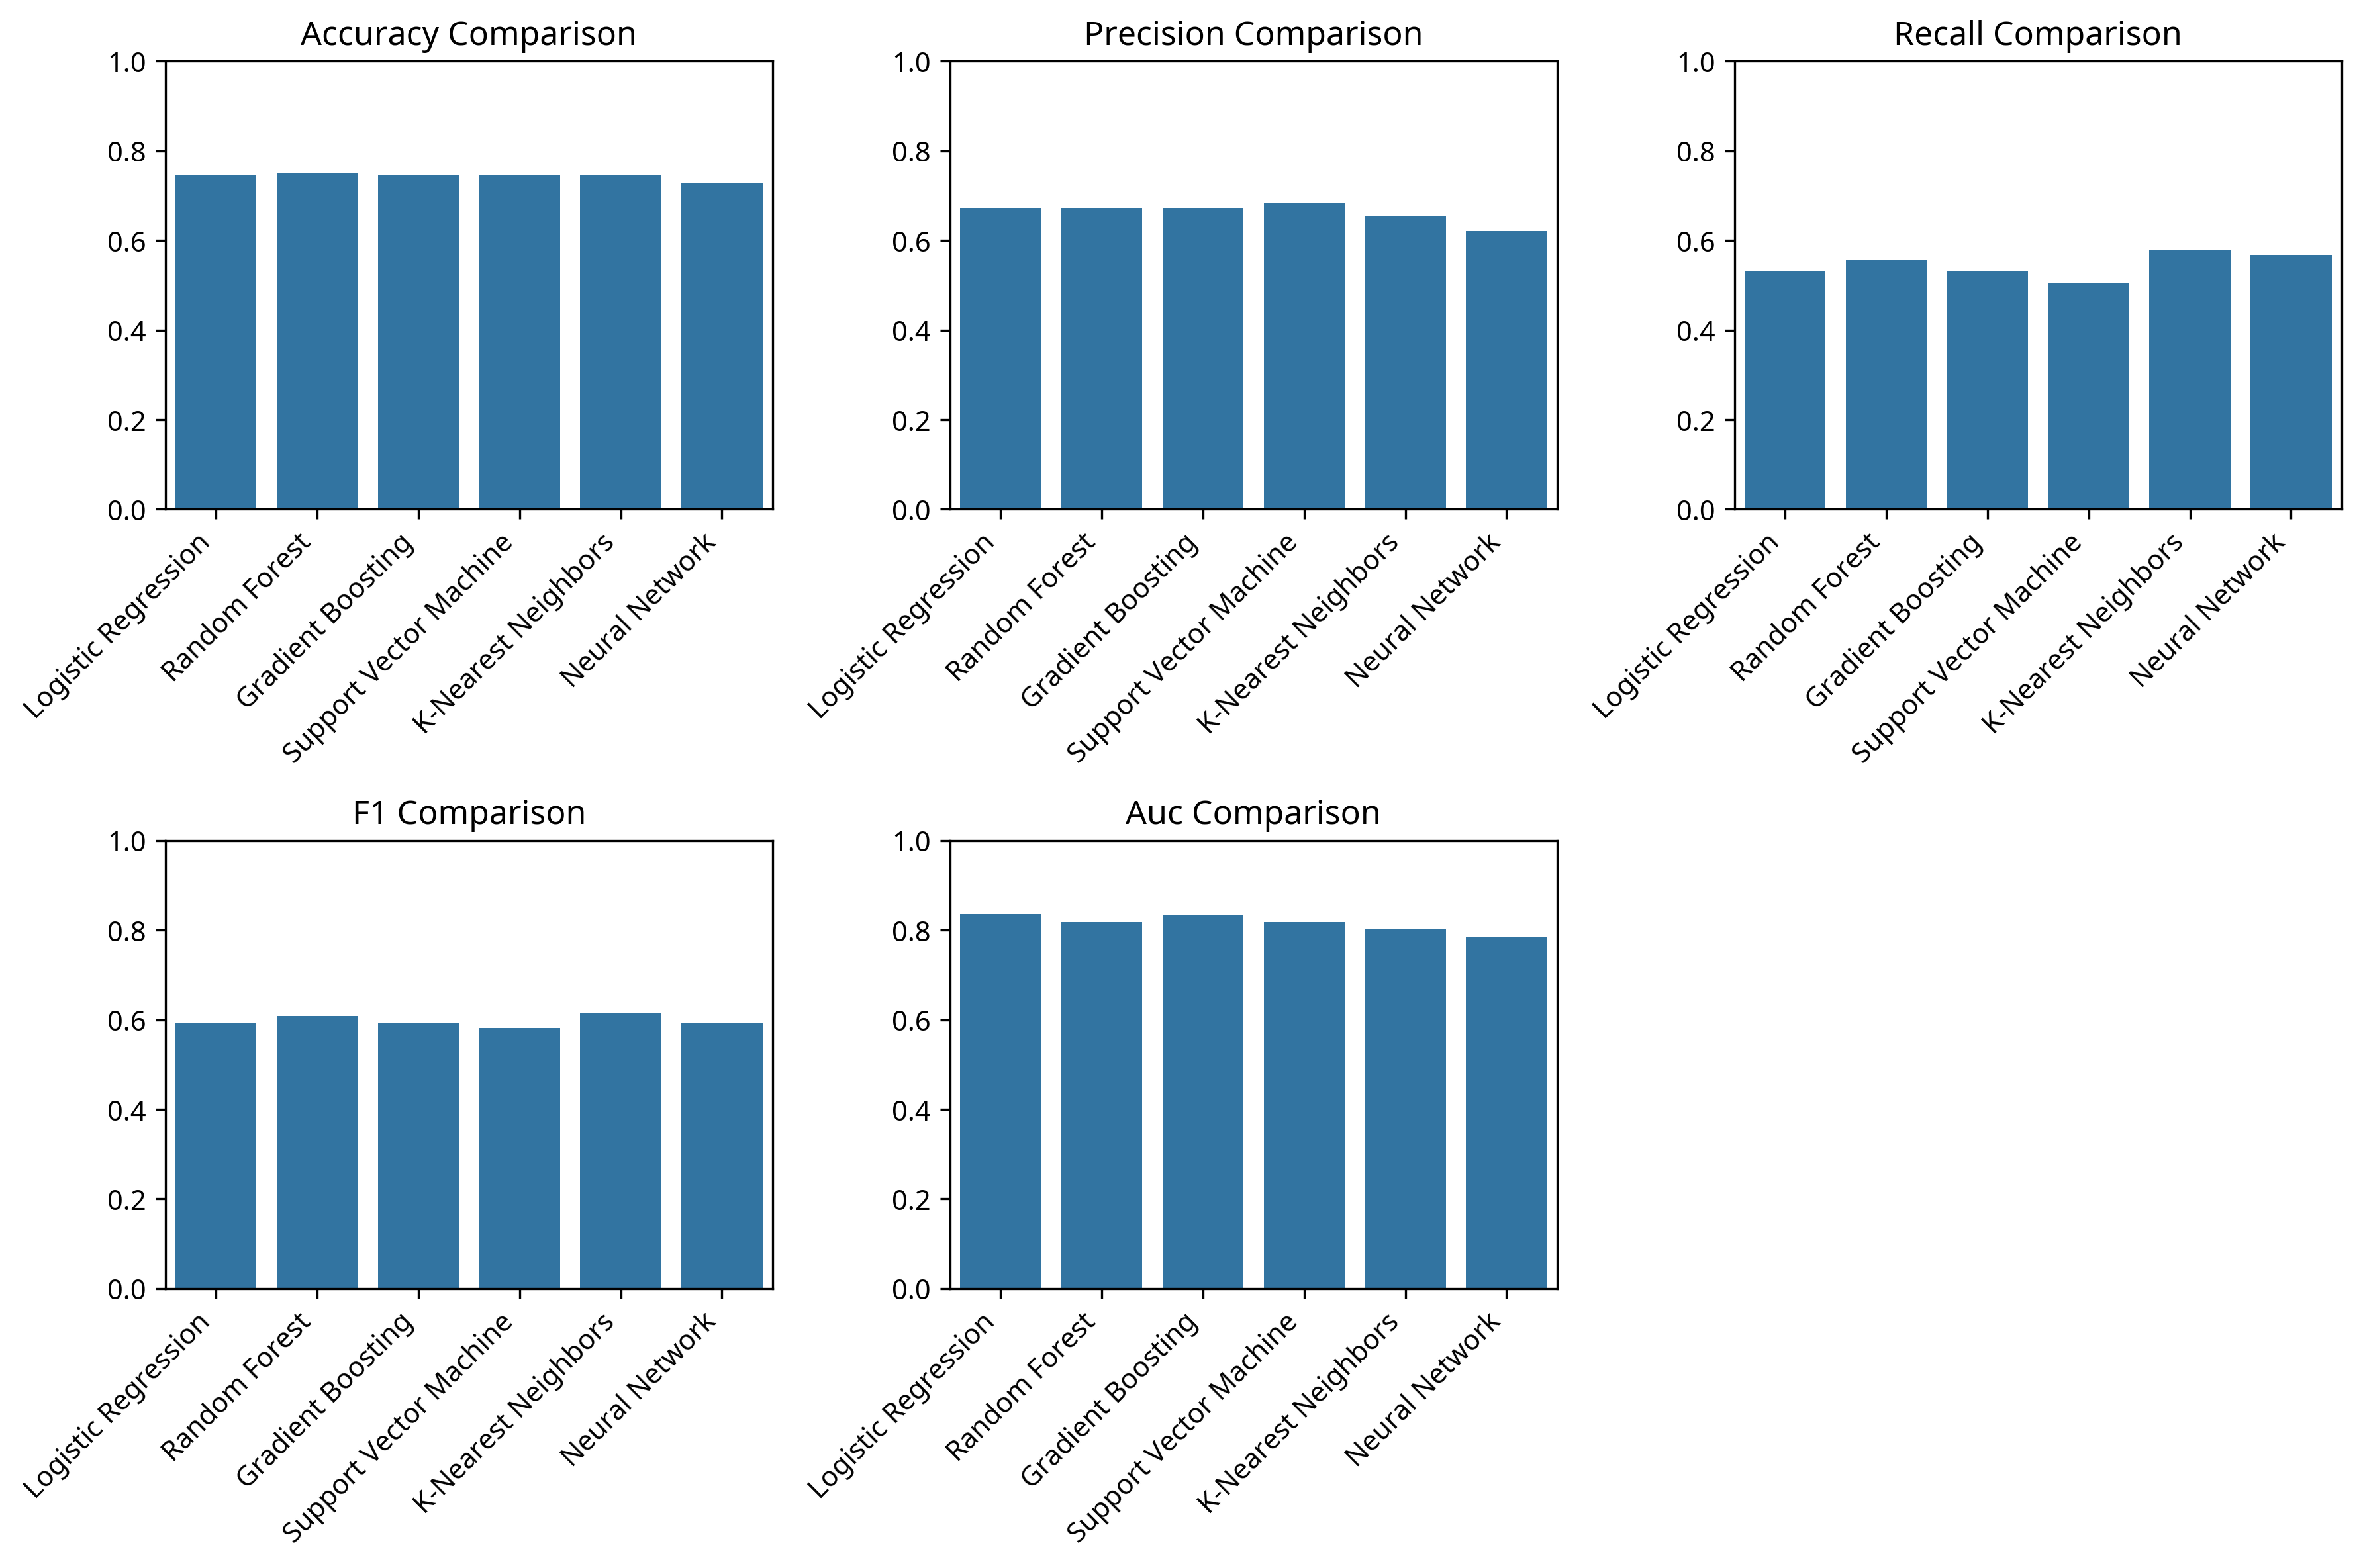 Accuracy Comparison
1.0
0.8
0.6
0.4
0.2
0.0
Logistic Regression
Random Forest
Gradient Boosting
Support Vector Machine
K-Nearest Neighbors
Neural Network
Precision Comparison
1.0
0.8
0.6
0.4
0.2
0.0
Logistic Regression
Random Forest
Gradient Boosting
Support Vector Machine
K-Nearest Neighbors
Neural Network
Recall Comparison
1.0
0.8
0.6
0.4
0.2
0.0
Logistic Regression
Random Forest
Gradient Boosting
Support Vector Machine
K-Nearest Neighbors
Neural Network
F1 Comparison
1.0
0.8
0.6
0.4
0.2
0.0
Logistic Regression
Random Forest
Gradient Boosting
Support Vector Machine
K-Nearest Neighbors
Neural Network
Auc Comparison
1.0
0.8
0.6
0.4
0.2
0.0
Logistic Regression
Random Forest
Gradient Boosting
Support Vector Machine
K-Nearest Neighbors
Neural Network